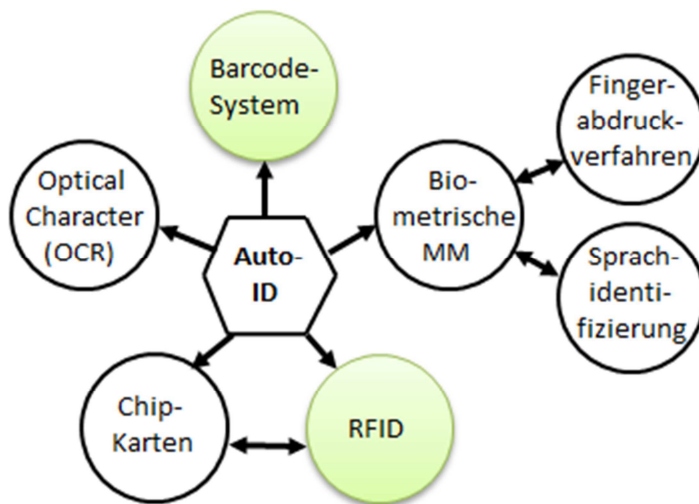 Barcode-
System
Finger-
abdruck-
verfahren
Optical
Character
(OCR)
Bio-
metrische
MM
Auto-
ID
Sprach-
identi-
fizierung
Chip-
Karten
RFID